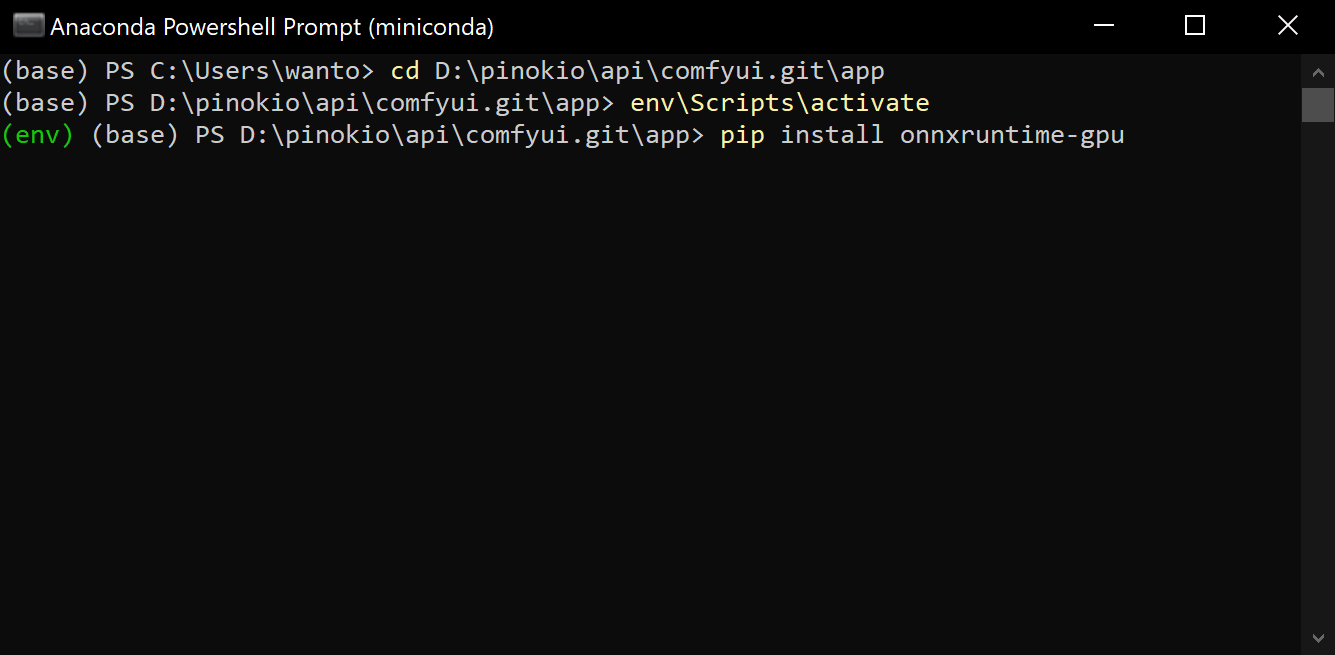 Anaconda Powershell Prompt (miniconda)
(base) PS C:\Users\wanto> cd D:\pinokio\api\comfyui.git\app
(base) PS D:\pinokio\api\comfyui.git\app> env\Scripts\activate
(env) (base) PS D:\pinokio\api\comfyui.git\app> pip install onnxruntime-gpu